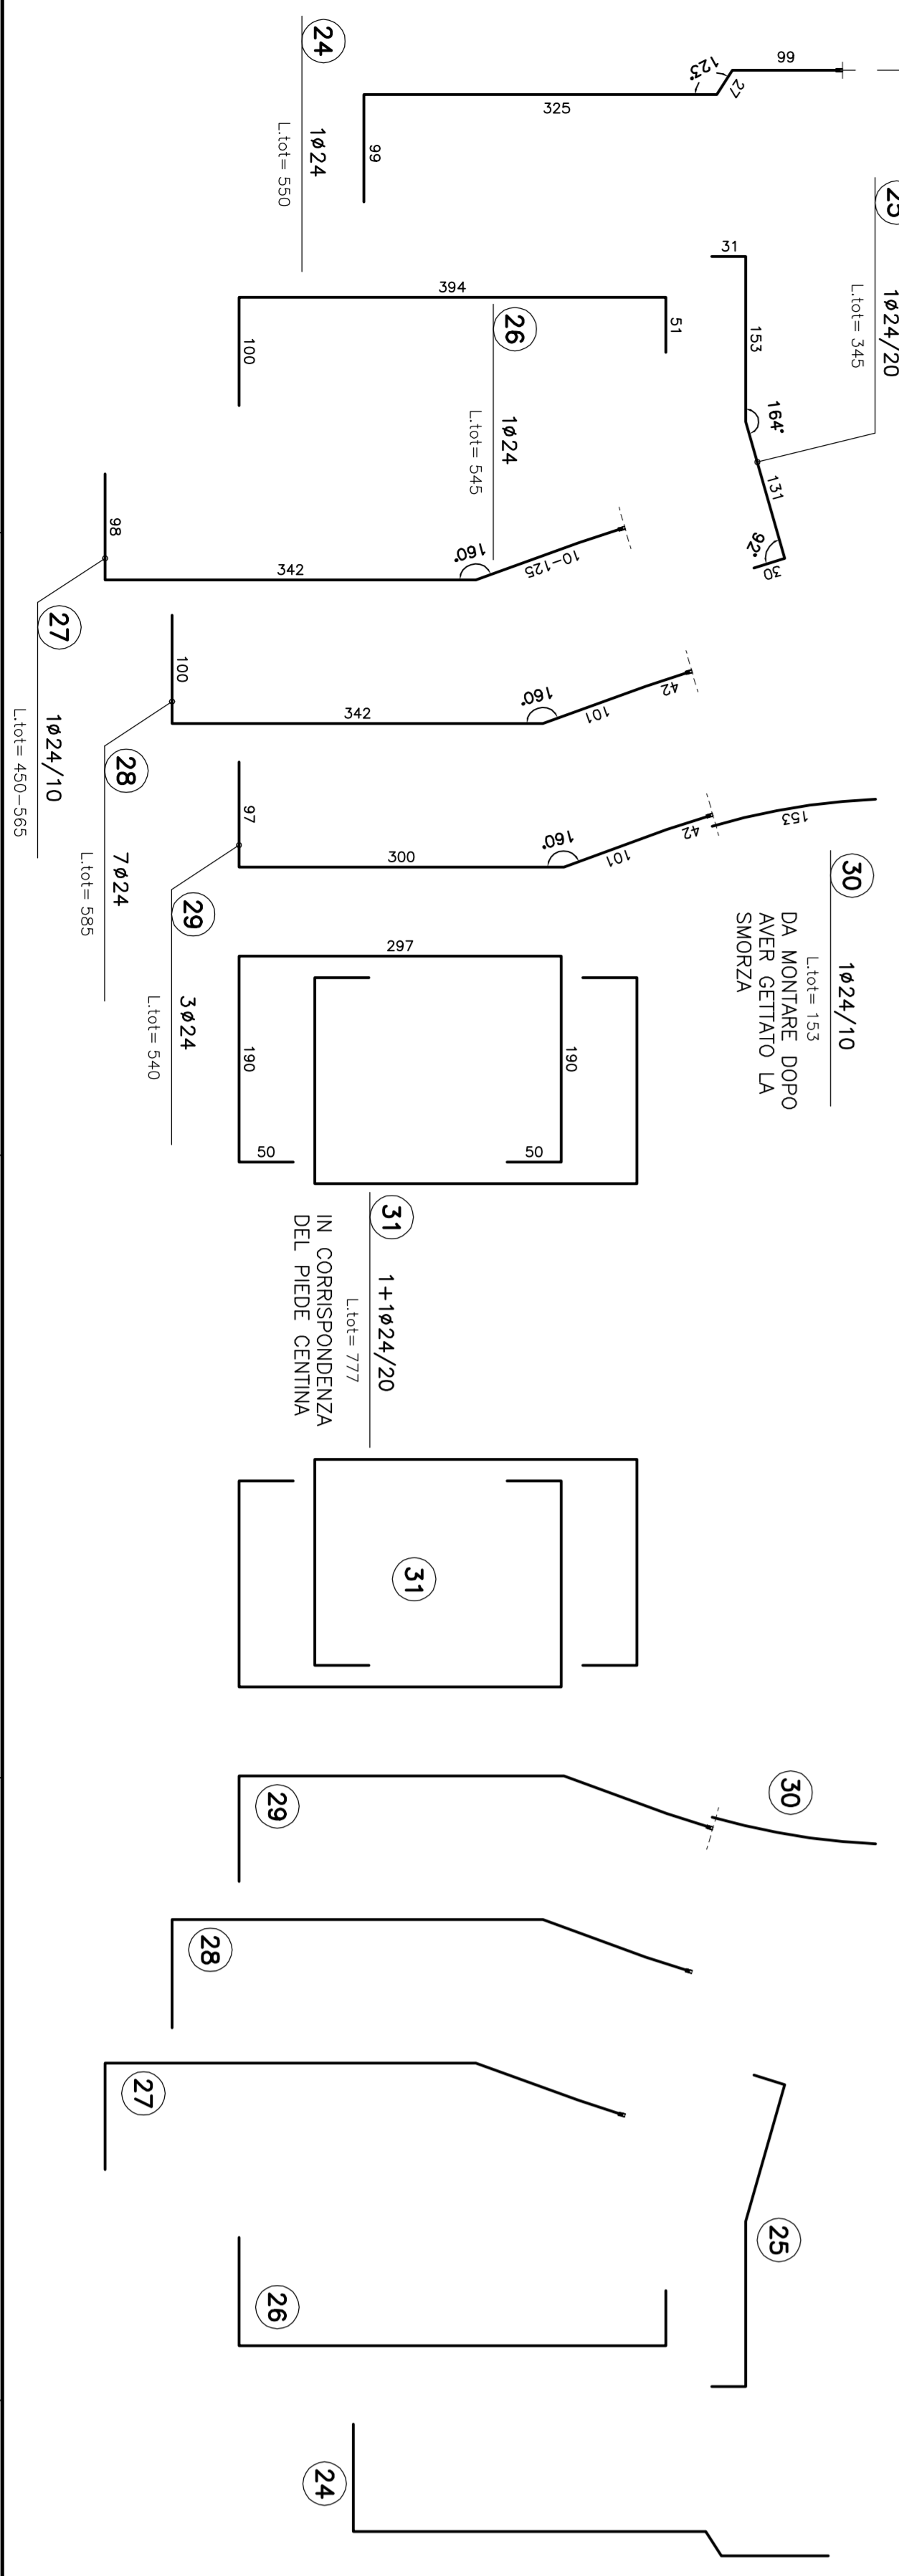 24
1ø24
L.tot= 550
99
27
123°
325
99
25
1ø24/20
L.tot= 345
31
153
164°
131
92°
30
26
1ø24
L.tot= 545
394
51
100
27
1ø24/10
L.tot= 450-565
98
342
160°
10-125
28
7ø24
L.tot= 585
100
342
160°
101
42
29
3ø24
L.tot= 540
97
300
160°
101
42
153
30
1ø24/10
L.tot= 153
DA MONTARE DOPO
AVER GETTATO LA
SMORZA
297
190
190
50
50
31
1+1ø24/20
L.tot= 777
IN CORRISPONDENZA
DEL PIEDE CENTINA
31
30
29
28
27
25
26
24